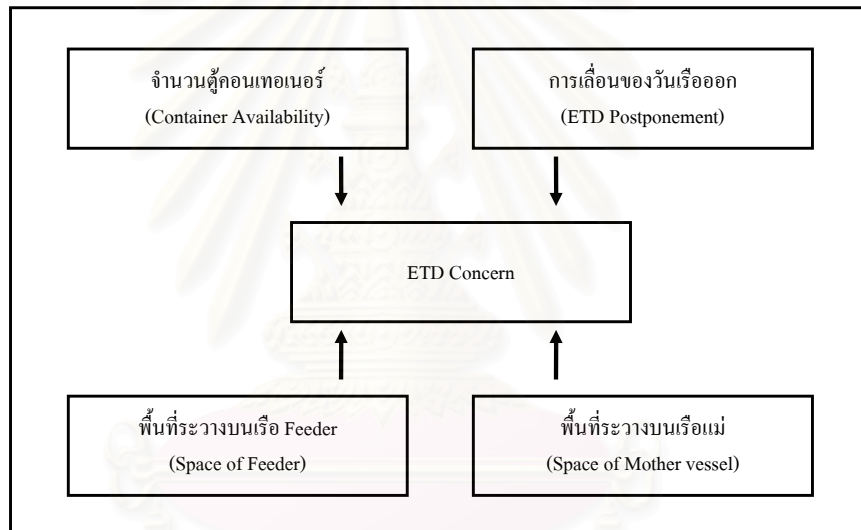 จำนวนตู้คอนเทอเนอร์
(Container Availability)
การเลื่อนของวันเรือออก
(ETD Postponement)
ETD Concern
พื้นที่ระวางบนเรือ Feeder
(Space of Feeder)
พื้นที่ระวางบนเรือแม่
(Space of Mother vessel)